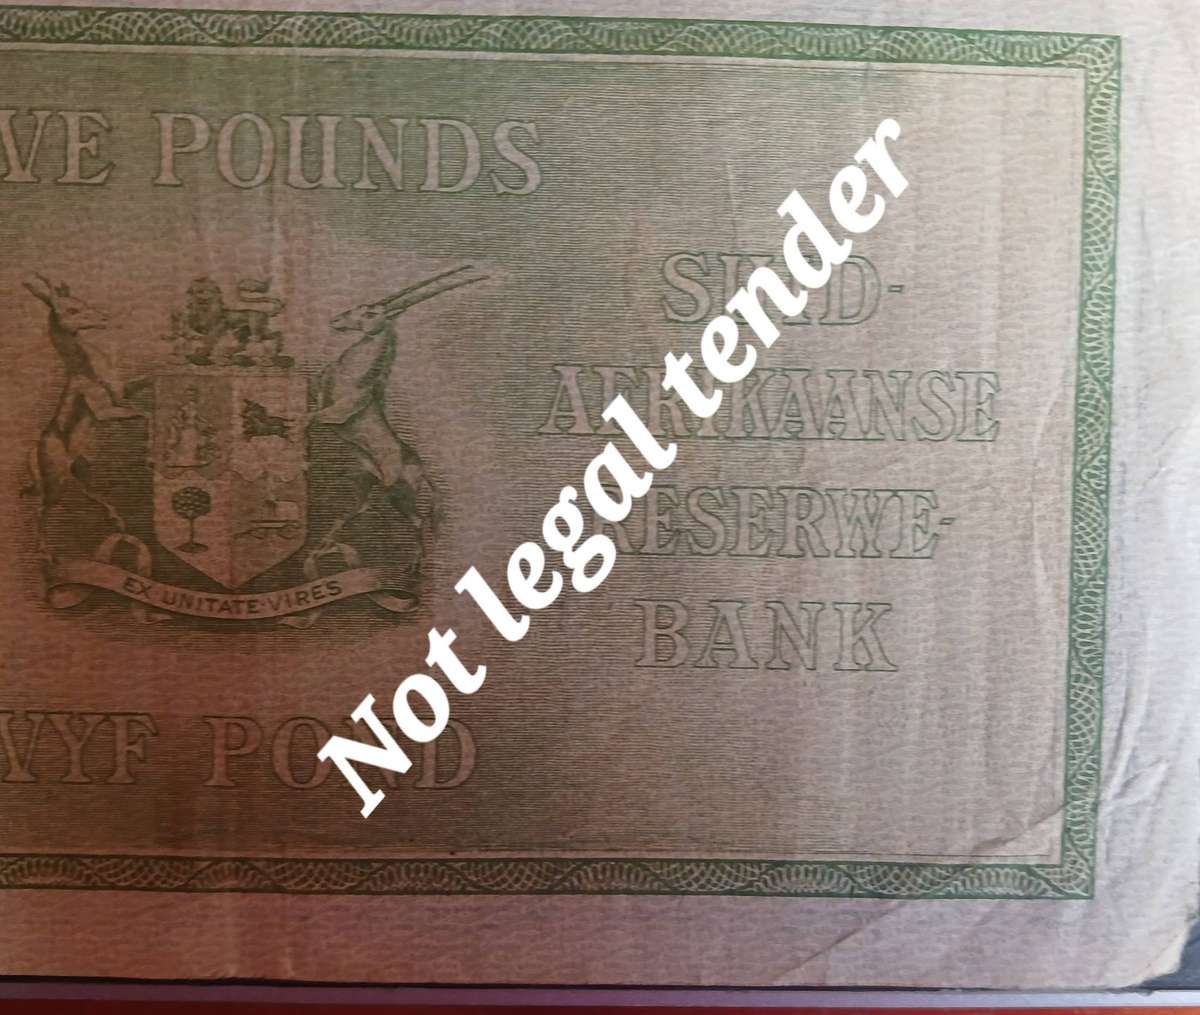 VE POUNDS
SUID-
AFRIKAANSE
RESERWE-
BANK
EX UNITATE·VIRES
VYF POND
Not legal tender